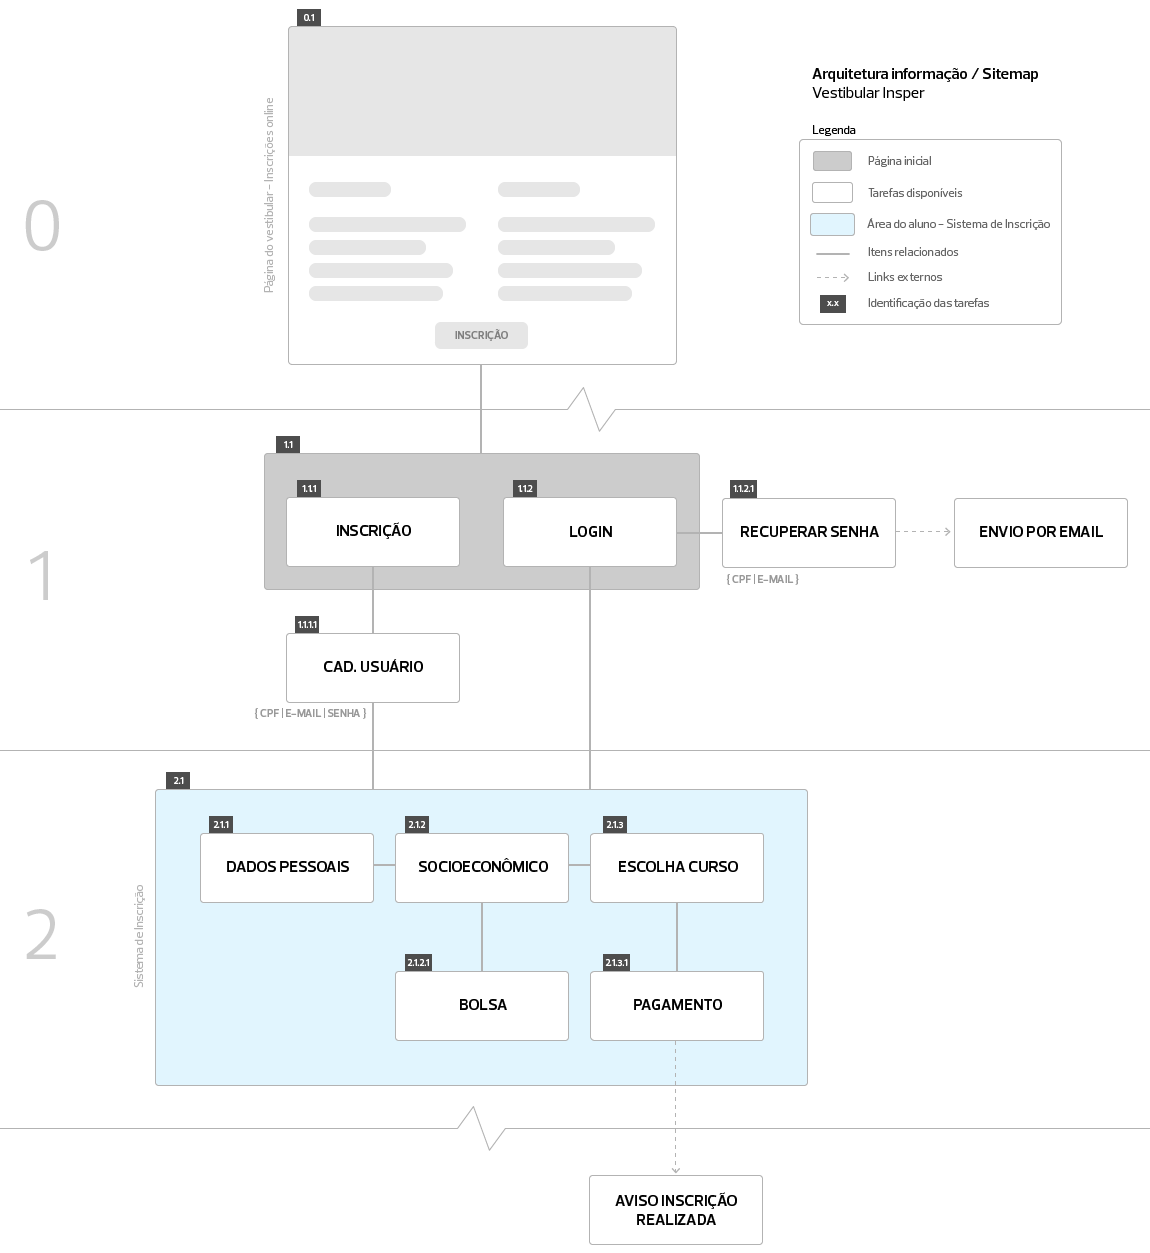 0.1
Página do vestibular - Inscrições online
INSCRIÇÃO
Arquitetura informação / Sitemap
Vestibular Insper
Legenda
Página inicial
Tarefas disponíveis
Área do aluno - Sistema de Inscrição
Itens relacionados
Links externos
x.x
Identificação das tarefas
0
1
1.1
1.1.1
INSCRIÇÃO
1.1.2
LOGIN
1.1.2.1
RECUPERAR SENHA
{ CPF | E-MAIL }
ENVIO POR EMAIL
1.1.1.1
CAD. USUÁRIO
{ CPF | E-MAIL | SENHA }
2
Sistema de Inscrição
2.1
2.1.1
DADOS PESSOAIS
2.1.2
SOCIOECONÔMICO
2.1.3
ESCOLHA CURSO
2.1.2.1
BOLSA
2.1.3.1
PAGAMENTO
AVISO INSCRIÇÃO
REALIZADA